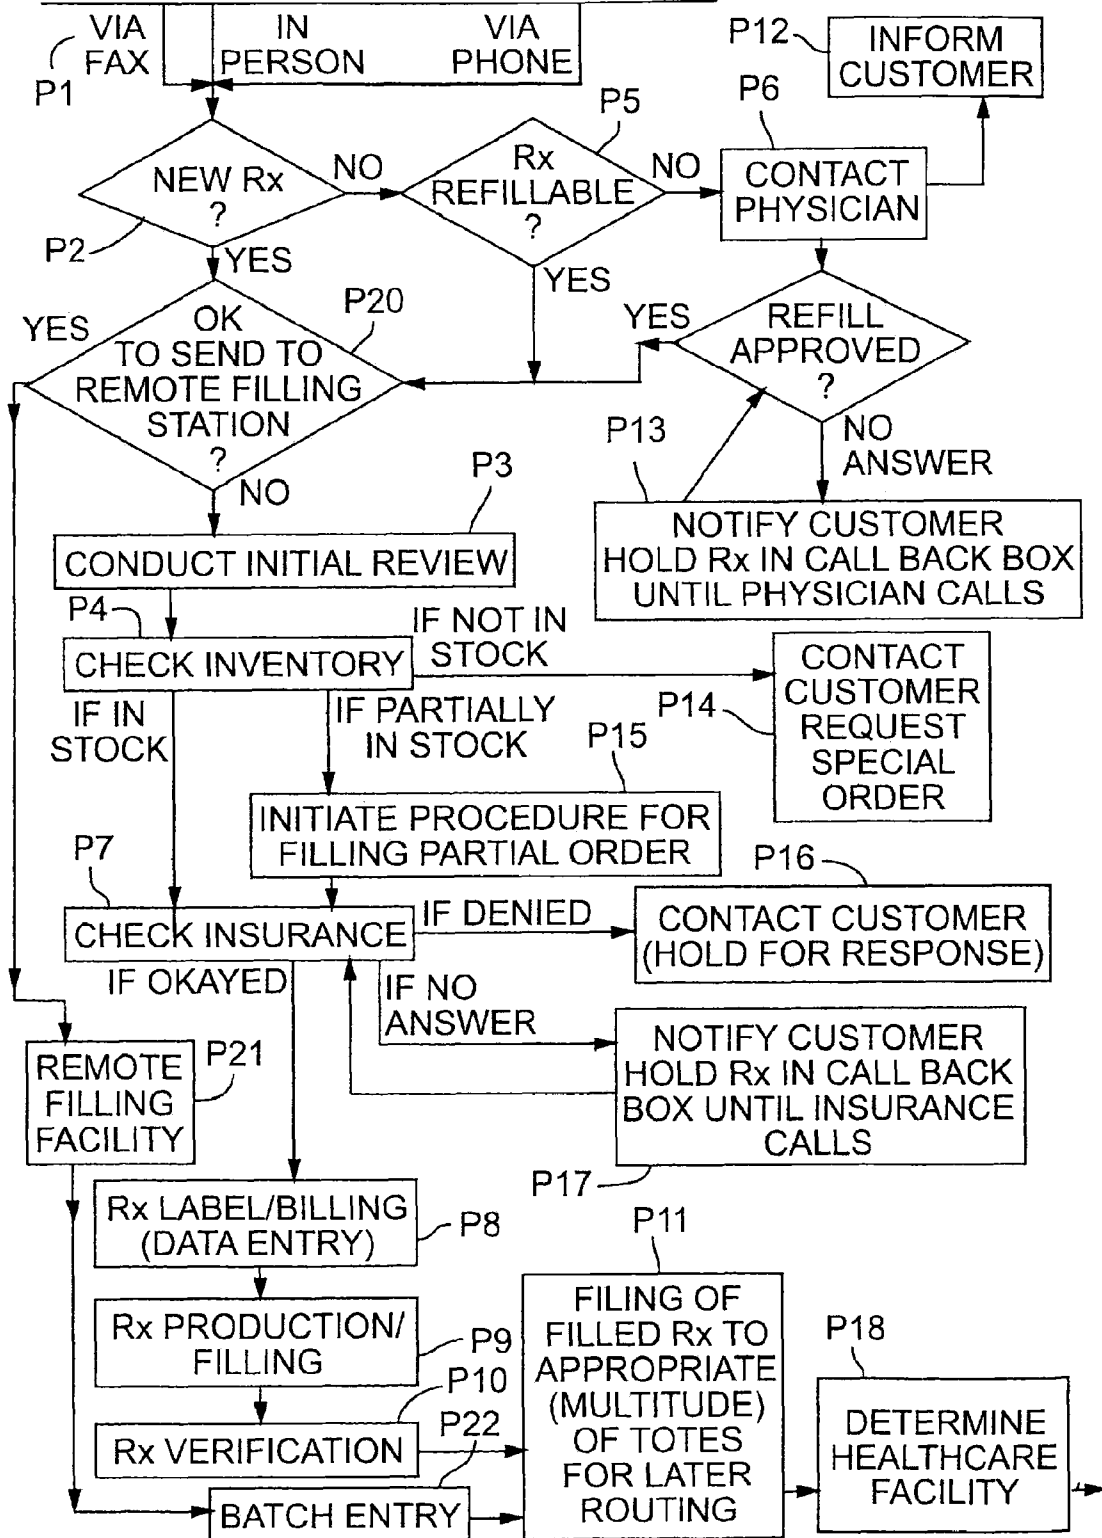 VIA
FAX
IN
PERSON
VIA
PHONE
P1
P12
INFORM
CUSTOMER
P6
P5
NEW Rx
?
NO
Rx
REFILLABLE
?
NO
CONTACT
PHYSICIAN
P2
YES
YES
P20
YES
OK
TO SEND TO
REMOTE FILLING
STATION
?
YES
REFILL
APPROVED
?
P13
NO
ANSWER
NO
P3
CONDUCT INITIAL REVIEW
NOTIFY CUSTOMER
HOLD Rx IN CALL BACK BOX
UNTIL PHYSICIAN CALLS
P4
CHECK INVENTORY
IF NOT IN
STOCK
CONTACT
CUSTOMER
REQUEST
SPECIAL
ORDER
P14
IF IN
STOCK
IF PARTIALLY
IN STOCK
P15
INITIATE PROCEDURE FOR
FILLING PARTIAL ORDER
P7
P16
CHECK INSURANCE
IF DENIED
CONTACT CUSTOMER
(HOLD FOR RESPONSE)
IF OKAYED
IF NO
ANSWER
NOTIFY CUSTOMER
HOLD Rx IN CALL BACK
BOX UNTIL INSURANCE
CALLS
P17
REMOTE
FILLING
FACILITY
P21
Rx LABEL/BILLING
(DATA ENTRY)
P8
P11
Rx PRODUCTION/
FILLING
P9
P10
Rx VERIFICATION
P22
BATCH ENTRY
FILING OF
FILLED Rx TO
APPROPRIATE
(MULTITUDE)
OF TOTES
FOR LATER
ROUTING
P18
DETERMINE
HEALTHCARE
FACILITY